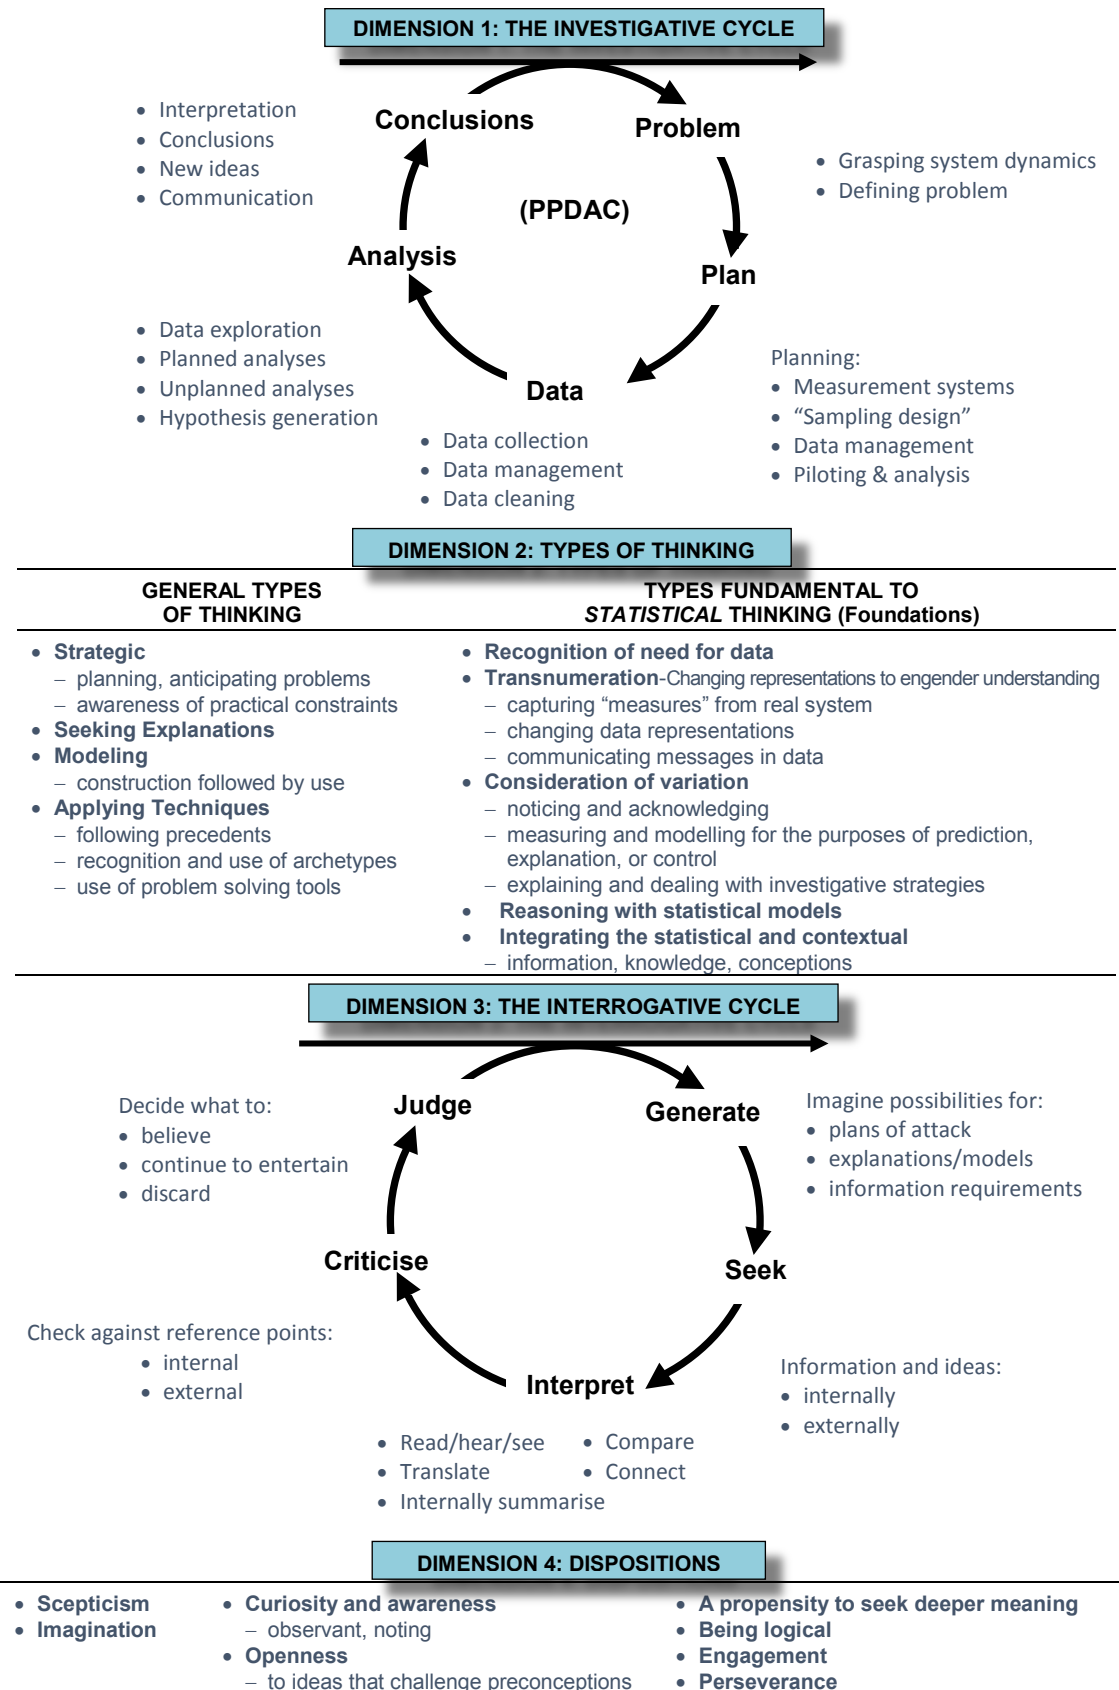 DIMENSION 1: THE INVESTIGATIVE CYCLE
• Interpretation
• Conclusions
• New ideas
• Communication
Conclusions
Problem
• Grasping system dynamics
• Defining problem
(PPDAC)
Analysis
Plan
• Data exploration
• Planned analyses
• Unplanned analyses
• Hypothesis generation
Planning:
• Measurement systems
• “Sampling design”
• Data management
• Piloting & analysis
Data
• Data collection
• Data management
• Data cleaning
DIMENSION 2: TYPES OF THINKING
GENERAL TYPES
OF THINKING
• Strategic
– planning, anticipating problems
– awareness of practical constraints
• Seeking Explanations
• Modeling
– construction followed by use
• Applying Techniques
– following precedents
– recognition and use of archetypes
– use of problem solving tools
TYPES FUNDAMENTAL TO
STATISTICAL THINKING (Foundations)
• Recognition of need for data
• Transnumeration-Changing representations to engender understanding
– capturing “measures” from real system
– changing data representations
– communicating messages in data
• Consideration of variation
– noticing and acknowledging
– measuring and modelling for the purposes of prediction,
explanation, or control
– explaining and dealing with investigative strategies
• Reasoning with statistical models
• Integrating the statistical and contextual
– information, knowledge, conceptions
DIMENSION 3: THE INTERROGATIVE CYCLE
Decide what to:
• believe
• continue to entertain
• discard
Judge
Generate
Imagine possibilities for:
• plans of attack
• explanations/models
• information requirements
Criticise
Seek
Check against reference points:
• internal
• external
Interpret
Information and ideas:
• internally
• externally
• Read/hear/see
• Translate
• Internally summarise
• Compare
• Connect
DIMENSION 4: DISPOSITIONS
• Scepticism
• Imagination
• Curiosity and awareness
– observant, noting
• Openness
– to ideas that challenge preconceptions
• A propensity to seek deeper meaning
• Being logical
• Engagement
• Perseverance